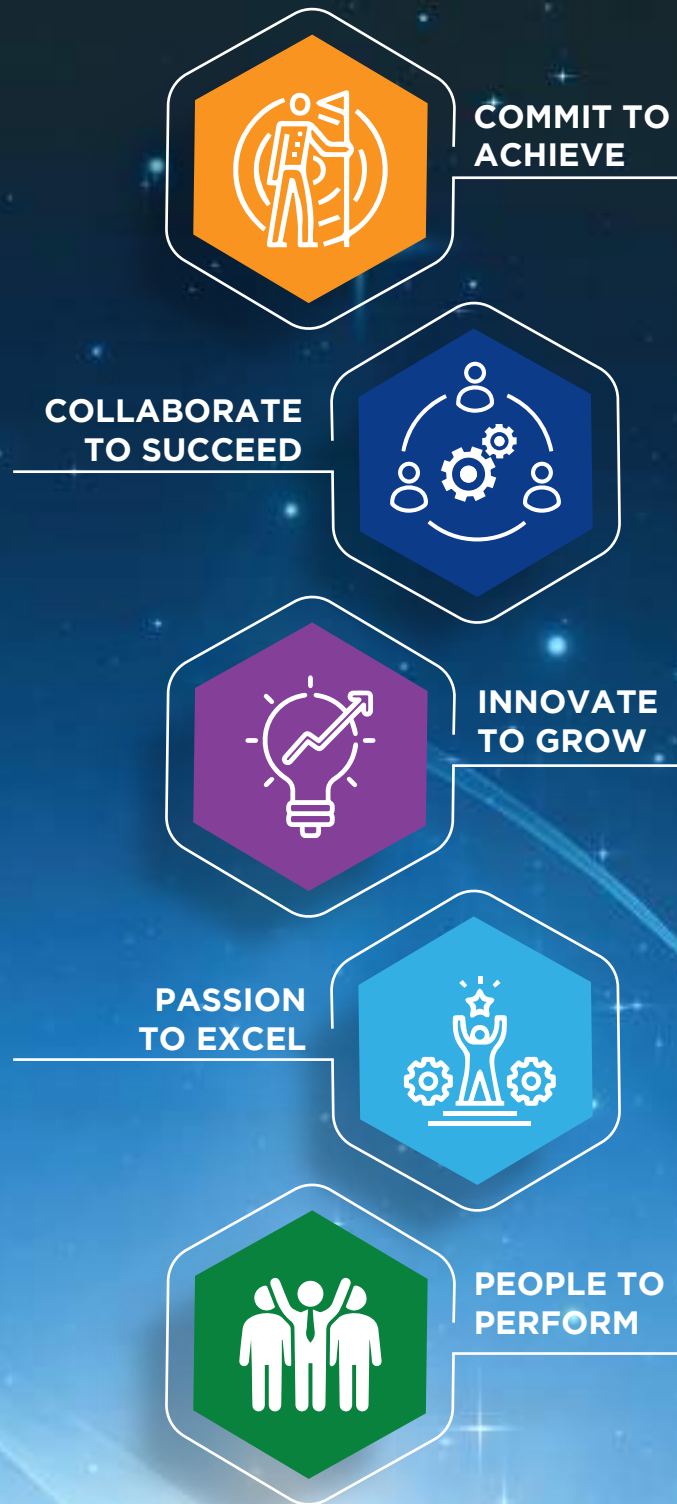 COMMIT TO
ACHIEVE
COLLABORATE
TO SUCCEED
INNOVATE
TO GROW
PASSION
TO EXCEL
PEOPLE TO
PERFORM